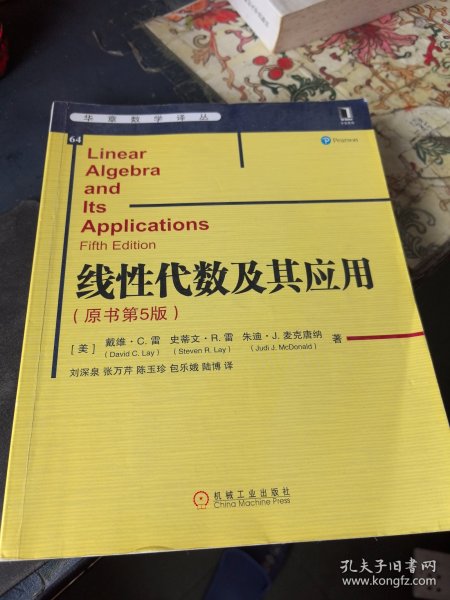 华章数学译丛
64
Pearson
Linear
Algebra
and
Its
Applications
Fifth Edition
线性代数及其应用
(原书第5版)
[美] 戴维·C.雷 史蒂文·R.雷 朱迪·J.麦克唐纳 著
(David C. Lay) (Steven R. Lay) (Judi J. McDonald)
刘深泉 张万芹 陈玉珍 包乐娥 陆博 译
机械工业出版社
China Machine Press
孔夫子旧书网
www.kongfz.com